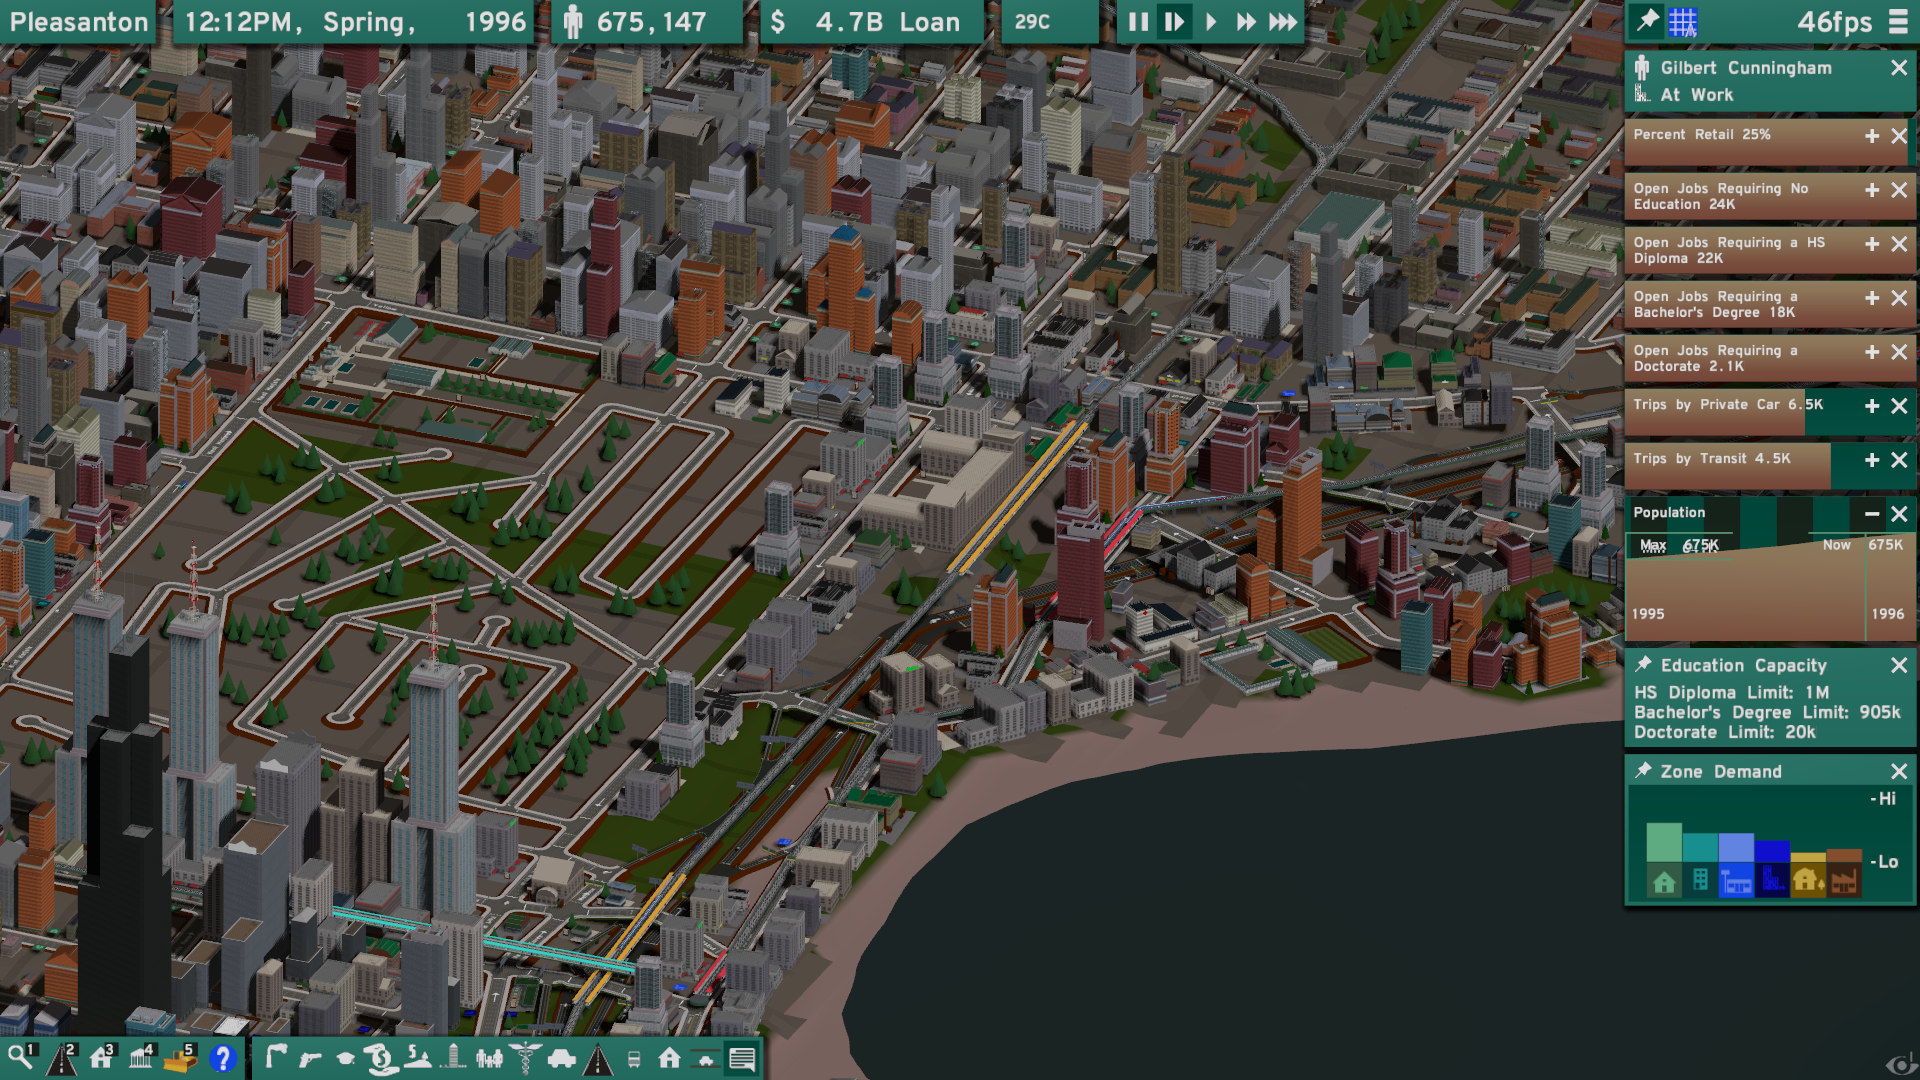 Pleasanton
12:12PM, Spring, 1996
675,147
$ 4.7B Loan
29C
46fps
Gilbert Cunningham
At Work
Percent Retail 25%
Open Jobs Requiring No
Education 24K
Open Jobs Requiring a HS
Diploma 22K
Open Jobs Requiring a
Bachelor's Degree 18K
Open Jobs Requiring a
Doctorate 2.1K
Trips by Private Car 6.5K
Trips by Transit 4.5K
Population
Max 675K
Now 675K
1995
1996
Education Capacity
HS Diploma Limit: 1M
Bachelor's Degree Limit: 905k
Doctorate Limit: 20k
Zone Demand
-Hi
-Lo
1 2 3 4 5
?